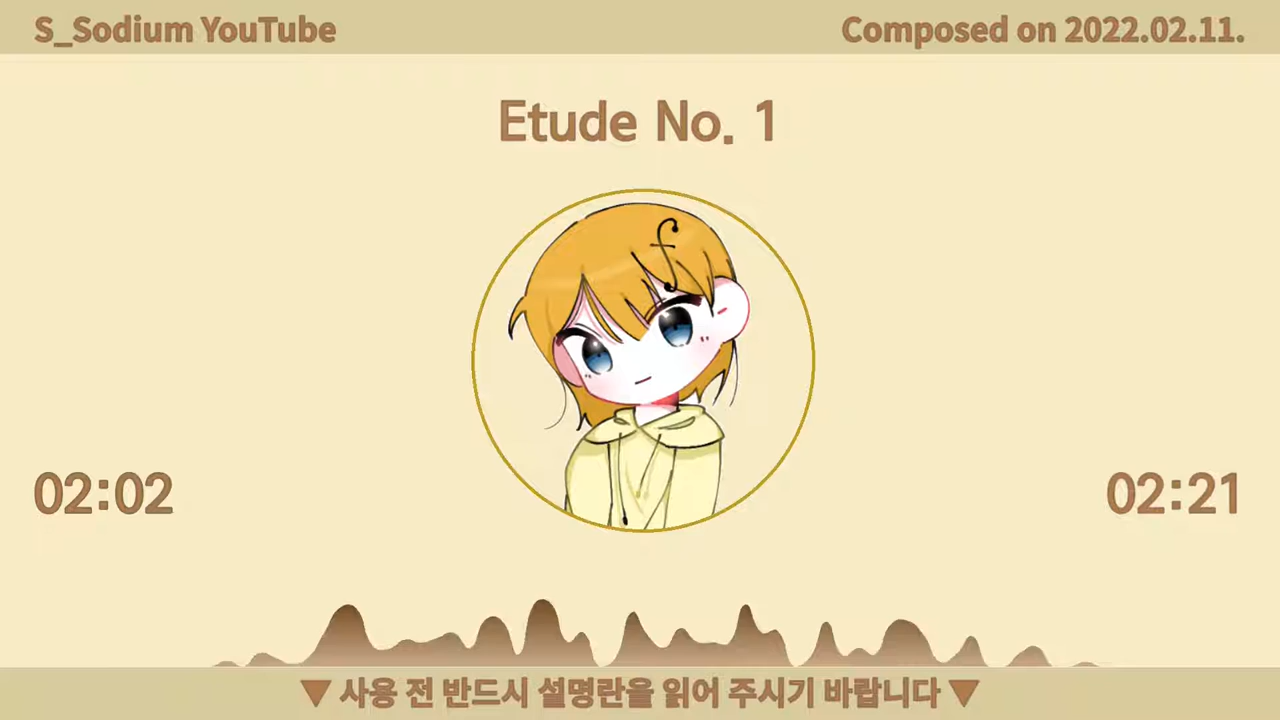 S_Sodium YouTube
Composed on 2022.02.11.
Etude No. 1
02:02
02:21
▼ 사용 전 반드시 설명란을 읽어 주시기 바랍니다 ▼